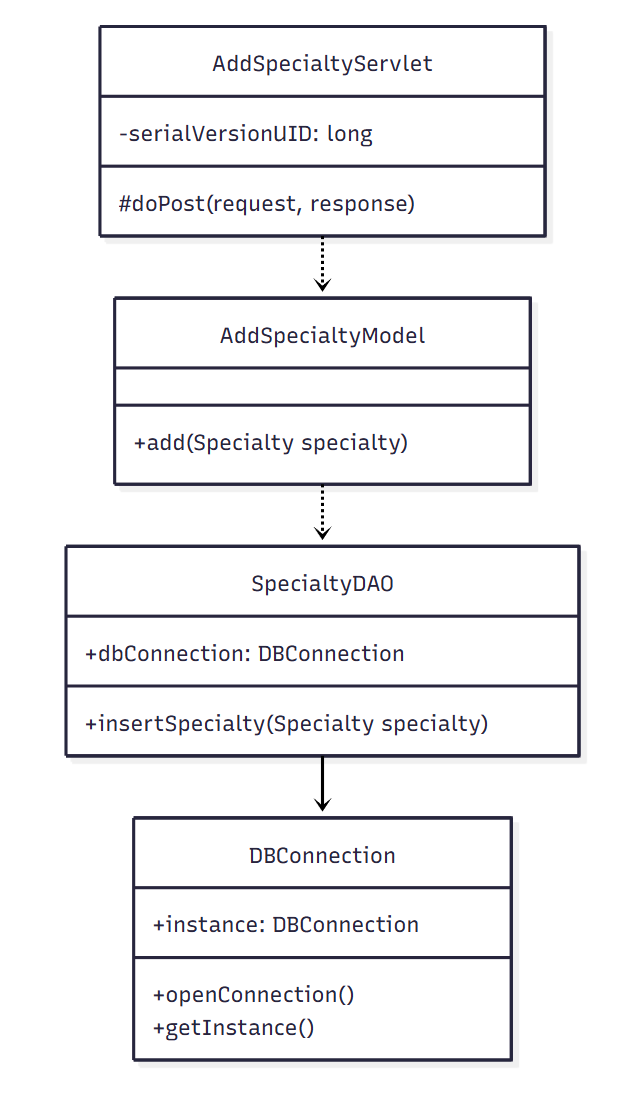 AddSpecialtyServlet
-serialVersionUID: long
#doPost(request, response)
AddSpecialtyModel
+add(Specialty specialty)
SpecialtyDAO
+dbConnection: DBConnection
+insertSpecialty(Specialty specialty)
DBConnection
+instance: DBConnection
+openConnection()
+getInstance()